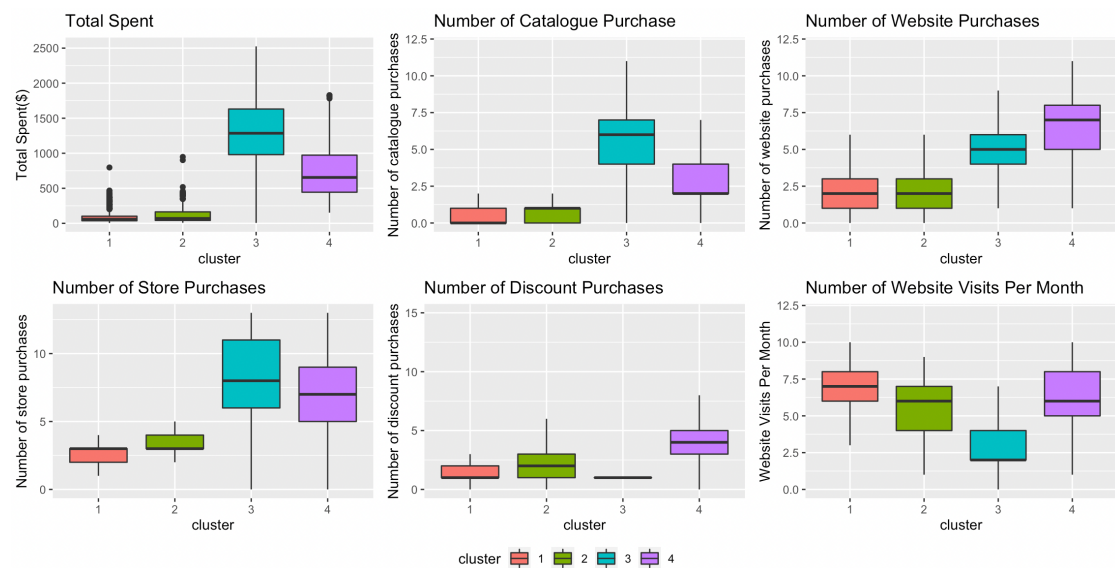 Total Spent
Total Spent($)
2500
2000
1500
1000
500
0
1 2 3 4
cluster
Number of Catalogue Purchase
Number of catalogue purchases
12.5
10.0
7.5
5.0
2.5
0.0
1 2 3 4
cluster
Number of Website Purchases
Number of website purchases
12.5
10.0
7.5
5.0
2.5
0.0
1 2 3 4
cluster
Number of Store Purchases
Number of store purchases
10
5
0
1 2 3 4
cluster
Number of Discount Purchases
Number of discount purchases
15
10
5
0
1 2 3 4
cluster
Number of Website Visits Per Month
Website Visits Per Month
12.5
10.0
7.5
5.0
2.5
0.0
1 2 3 4
cluster
cluster 1 2 3 4